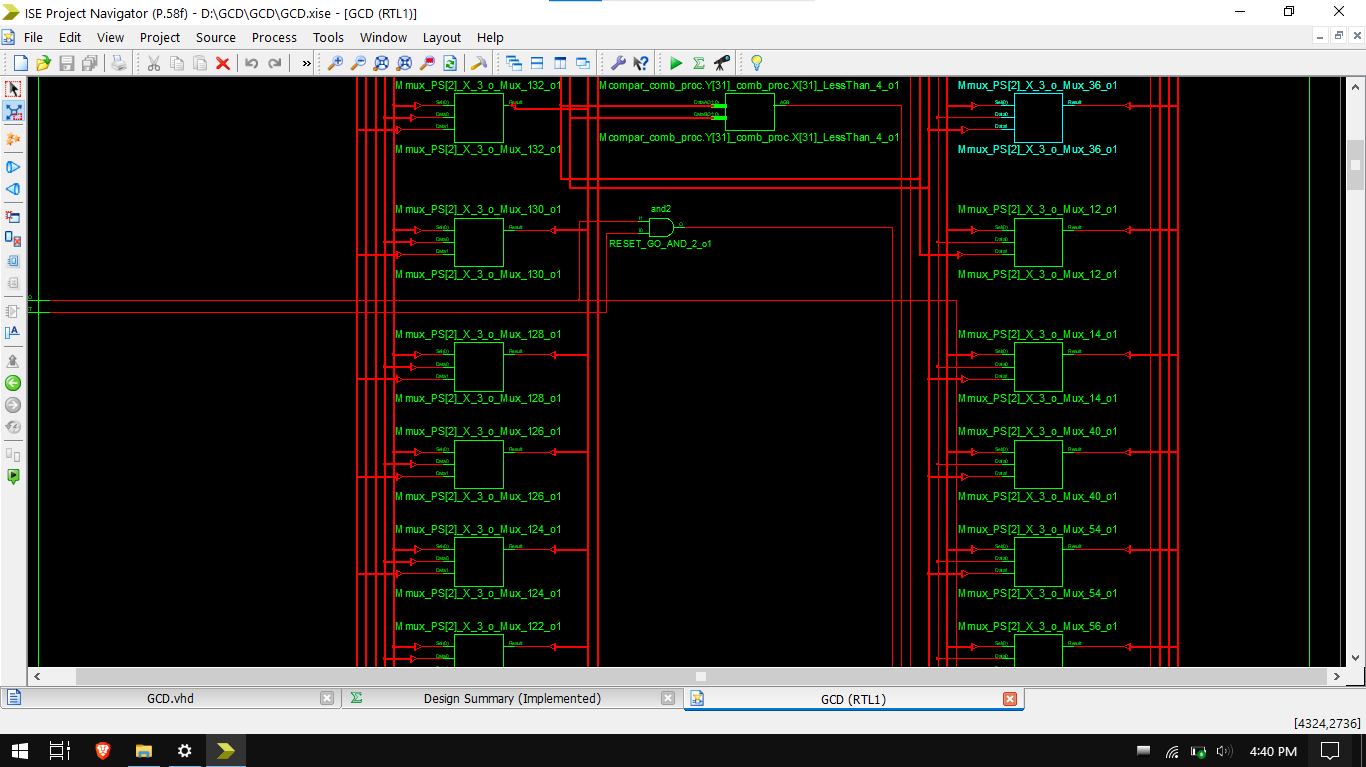 ISE Project Navigator (P.58f) - D:\GCD\GCD\GCD.xise - [GCD (RTL1)]
File Edit View Project Source Process Tools Window Layout Help
Mmux_PS[2]_X_3_o_Mux_132_o1
Sel(0) Result
Data0
Data1
Mmux_PS[2]_X_3_o_Mux_132_o1
Mmux_PS[2]_X_3_o_Mux_130_o1
Sel(0) Result
Data0
Data1
Mmux_PS[2]_X_3_o_Mux_130_o1
Mmux_PS[2]_X_3_o_Mux_128_o1
Sel(0) Result
Data0
Data1
Mmux_PS[2]_X_3_o_Mux_128_o1
Mmux_PS[2]_X_3_o_Mux_126_o1
Sel(0) Result
Data0
Data1
Mmux_PS[2]_X_3_o_Mux_126_o1
Mmux_PS[2]_X_3_o_Mux_124_o1
Sel(0) Result
Data0
Data1
Mmux_PS[2]_X_3_o_Mux_124_o1
Mmux_PS[2]_X_3_o_Mux_122_o1
Sel(0) Result
Data0
Mcompar_comb_proc.Y[31]_comb_proc.X[31]_LessThan_4_o1
AGB
Mcompar_comb_proc.Y[31]_comb_proc.X[31]_LessThan_4_o1
and2
I1
I0
O
RESET_GO_AND_2_o1
Mmux_PS[2]_X_3_o_Mux_36_o1
Sel(0) Result
Data0
Data1
Mmux_PS[2]_X_3_o_Mux_36_o1
Mmux_PS[2]_X_3_o_Mux_12_o1
Sel(0) Result
Data0
Data1
Mmux_PS[2]_X_3_o_Mux_12_o1
Mmux_PS[2]_X_3_o_Mux_14_o1
Sel(0) Result
Data0
Data1
Mmux_PS[2]_X_3_o_Mux_14_o1
Mmux_PS[2]_X_3_o_Mux_40_o1
Sel(0) Result
Data0
Data1
Mmux_PS[2]_X_3_o_Mux_40_o1
Mmux_PS[2]_X_3_o_Mux_54_o1
Sel(0) Result
Data0
Data1
Mmux_PS[2]_X_3_o_Mux_54_o1
Mmux_PS[2]_X_3_o_Mux_56_o1
Sel(0) Result
Data0
GCD.vhd
Design Summary (Implemented)
GCD (RTL1)
[4324,2736]
4:40 PM